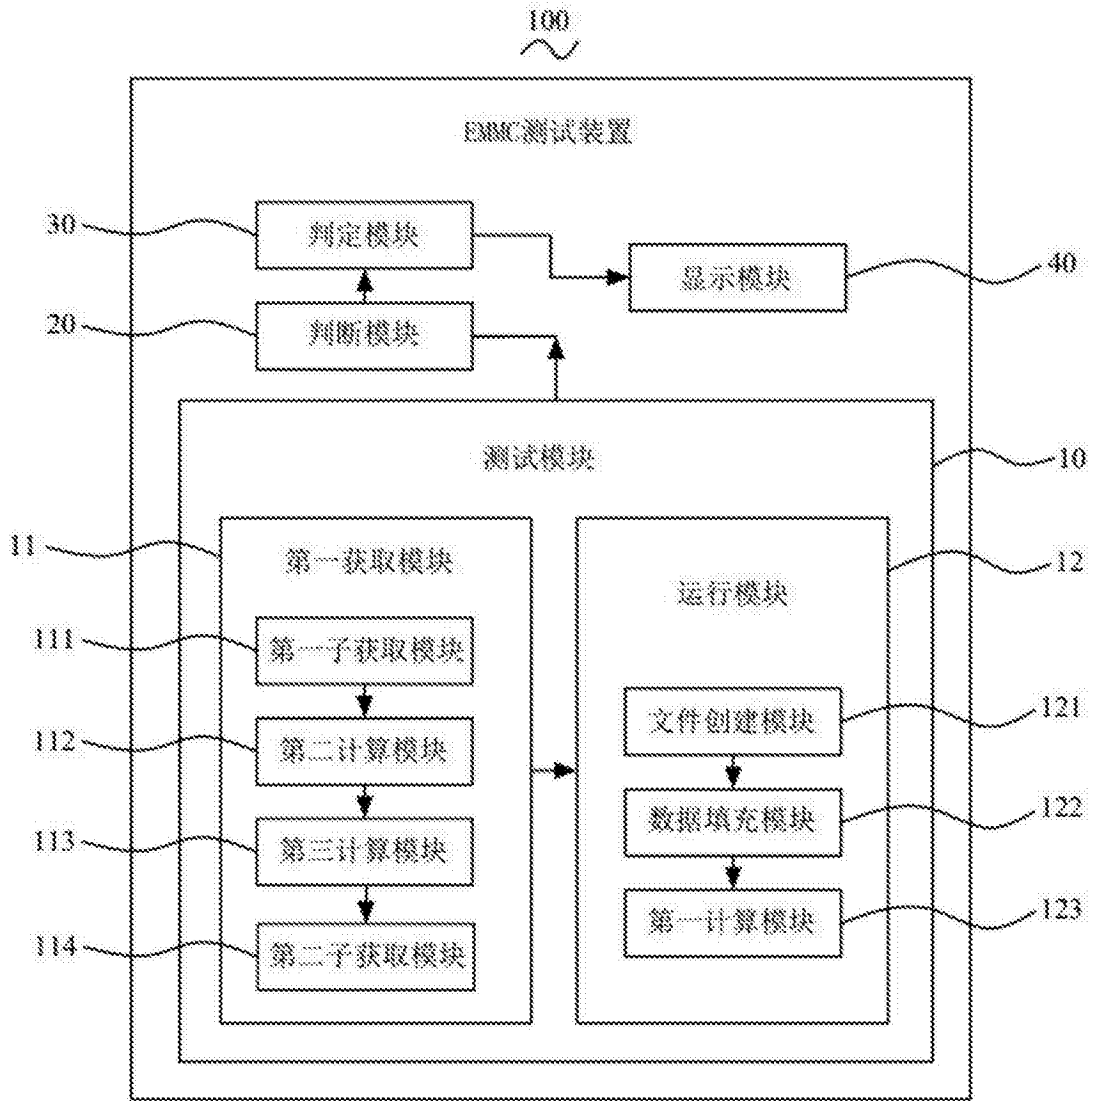 100
EMMC测试装置
30
判定模块
显示模块
40
20
判断模块
测试模块
10
11
第一获取模块
12
运行模块
111
第一子获取模块
121
文件创建模块
112
第二计算模块
122
数据填充模块
113
第三计算模块
123
第一计算模块
114
第二子获取模块